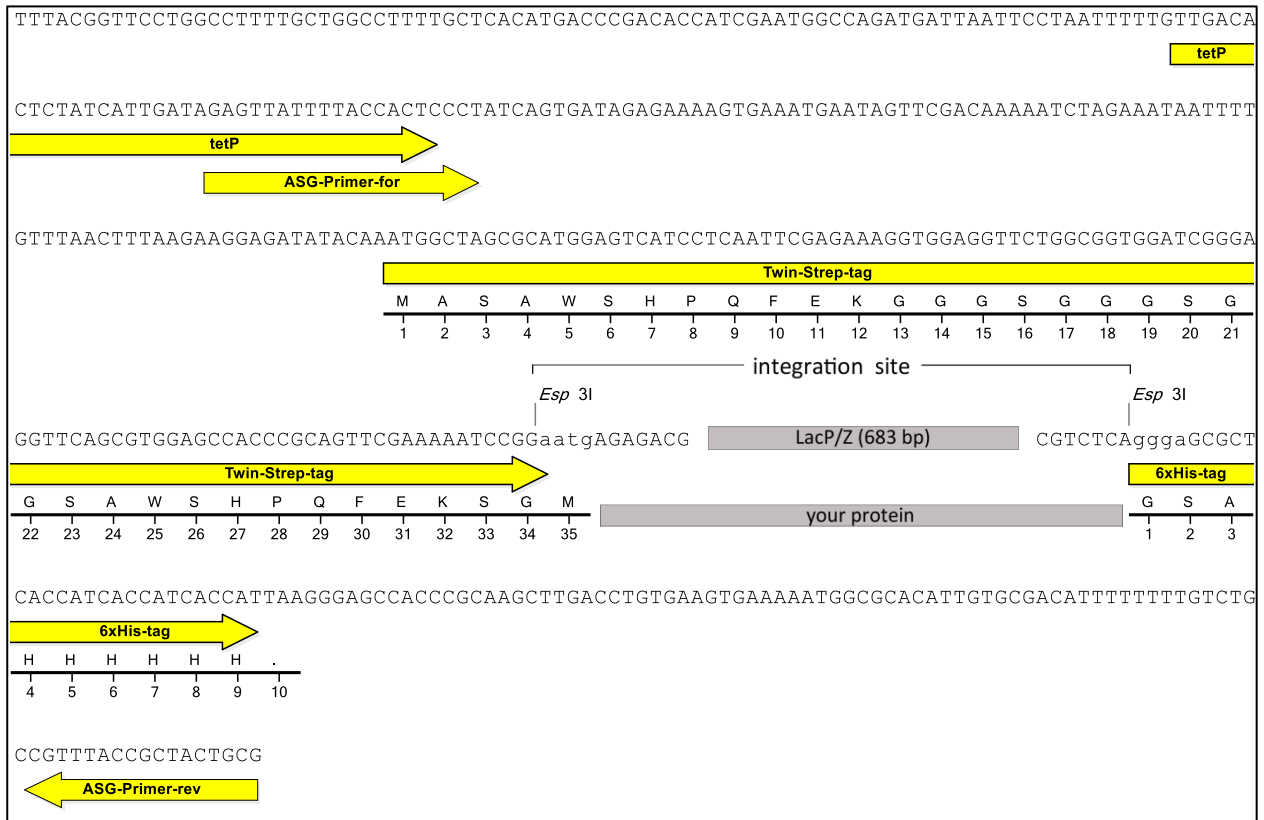 TTTACGGTTCCTGGCCTTTTGCTGGCCTTTTGCTCACATGACCCGACACCATCGAATGGCCAGATGATTAATTCCTAATTTTTGTTGACA
tetP
CTCTATCATTGATAGAGTTATTTTACCACTCCCTATCAGTGATAGAGAAAAGTGAAATGAATAGTTCGACAAAAATCTAGAAATAATTTT
tetP
ASG-Primer-for
GTTTAACTTTAAGAAGGAGATATACAAATGGCTAGCGCATGGAGTCATCCTCAATTCGAGAAAGGTGGAGGTTCTGGCGGTGGATCGGGA
Twin-Strep-tag
M A S A W S H P Q F E K G G G S G G G S G
1 2 3 4 5 6 7 8 9 10 11 12 13 14 15 16 17 18 19 20 21
integration site
Esp 3I Esp 3I
GGTTCAGCGTGGAGCCACCCGCAGTTCGAAAAATCCGGaatgAGAGACG LacP/Z (683 bp) CGTCTCAgggaGCGCT
Twin-Strep-tag 6xHis-tag
G S A W S H P Q F E K S G M your protein G S A
22 23 24 25 26 27 28 29 30 31 32 33 34 35 1 2 3
CACCATCACCATCACCATTAAGGGAGCCACCCGCAAGCTTGACCTGTGAAGTGAAAAATGGCGCACATTGTGCGACATTTTTTTTGTCTG
6xHis-tag
H H H H H H .
4 5 6 7 8 9 10
CCGTTTACCGCTACTGCG
ASG-Primer-rev